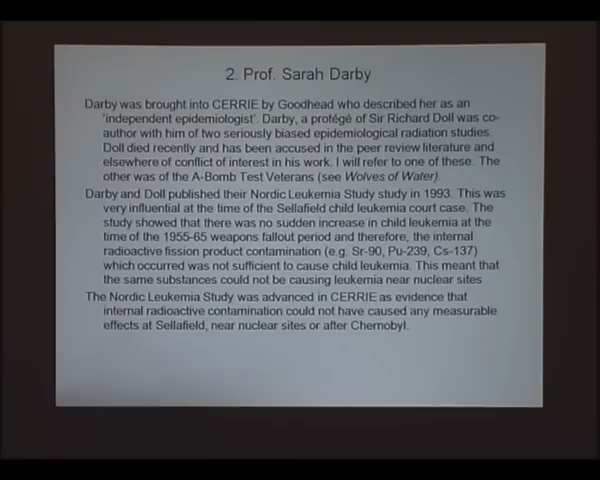 2. Prof. Sarah Darby
Darby was brought into CERRIE by Goodhead who described her as an
'independent epidemiologist'. Darby, a protégé of Sir Richard Doll was co-
author with him of two seriously biased epidemiological radiation studies.
Doll died recently and has been accused in the peer review literature and
elsewhere of conflict of interest in his work. I will refer to one of these. The
other was of the A-Bomb Test Veterans (see Wolves of Water).
Darby and Doll published their Nordic Leukemia Study study in 1993. This was
very influential at the time of the Sellafield child leukemia court case. The
study showed that there was no sudden increase in child leukemia at the
time of the 1955-65 weapons fallout period and therefore, the internal
radioactive fission product contamination (e.g. Sr-90, Pu-239, Cs-137)
which occurred was not sufficient to cause child leukemia. This meant that
the same substances could not be causing leukemia near nuclear sites
The Nordic Leukemia Study was advanced in CERRIE as evidence that
internal radioactive contamination could not have caused any measurable
effects at Sellafield, near nuclear sites or after Chernobyl.